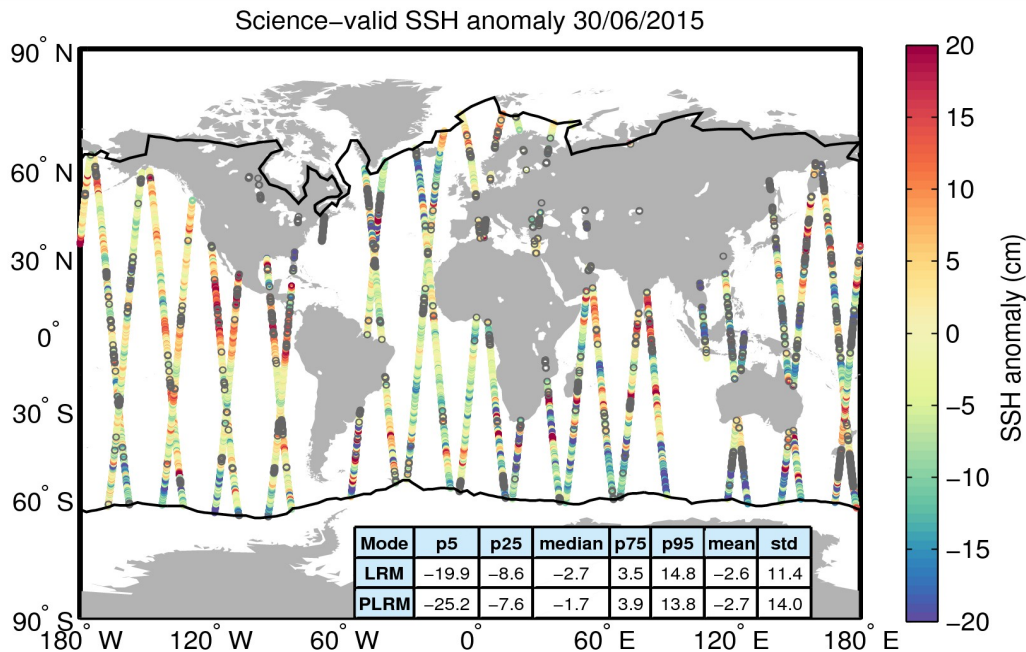 Science−valid SSH anomaly 30/06/2015
90° N
60° N
30° N
0°
30° S
60° S
90° S
180° W
120° W
60° W
0°
60° E
120° E
180° E
Mode p5 p25 median p75 p95 mean std
LRM −19.9 −8.6 −2.7 3.5 14.8 −2.6 11.4
PLRM −25.2 −7.6 −1.7 3.9 13.8 −2.7 14.0
20
15
10
5
0
−5
−10
−15
−20
SSH anomaly (cm)